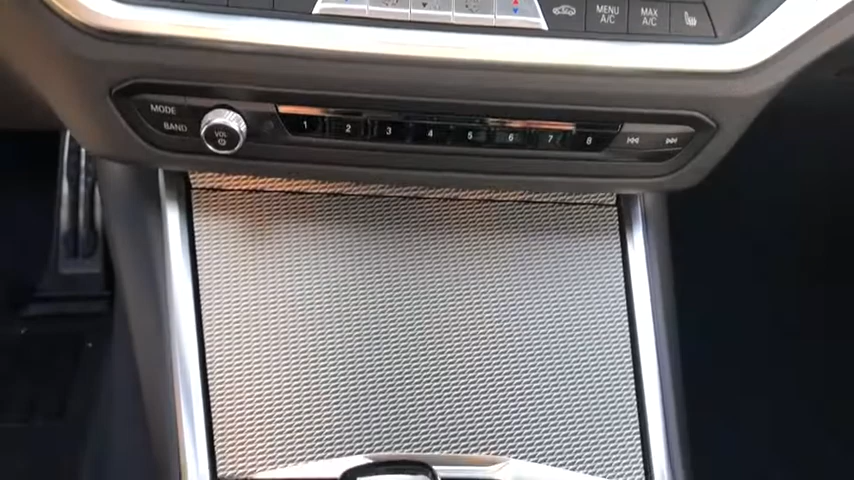 MENU MAX
A/C A/C
MODE
BAND
VOL
1 2 3 4 5 6 7 8